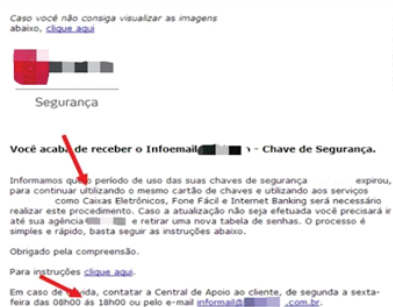 Caso você não consiga visualizar as imagens
abaixo, clique aqui
Segurança
Você acaba de receber o Infoemail - Chave de Segurança.
Informamos que o período de uso das suas chaves de segurança expirou,
para continuar ultilizando o mesmo cartão de chaves e utilizando aos serviços
como Caixas Eletrônicos, Fone Fácil e Internet Banking será necessário
realizar este procedimento. Caso a atualização não seja efetuada você precisará ir
até sua agência e retirar uma nova tabela de senhas. O processo é
simples e rápido, basta seguir as instruções abaixo.
Obrigado pela compreensão.
Para instruções clique aqui.
Em caso de dúvida, contatar a Central de Apoio ao cliente, de segunda a sexta-
feira das 08h00 ás 18h00 ou pelo e-mail informail@ .com.br.